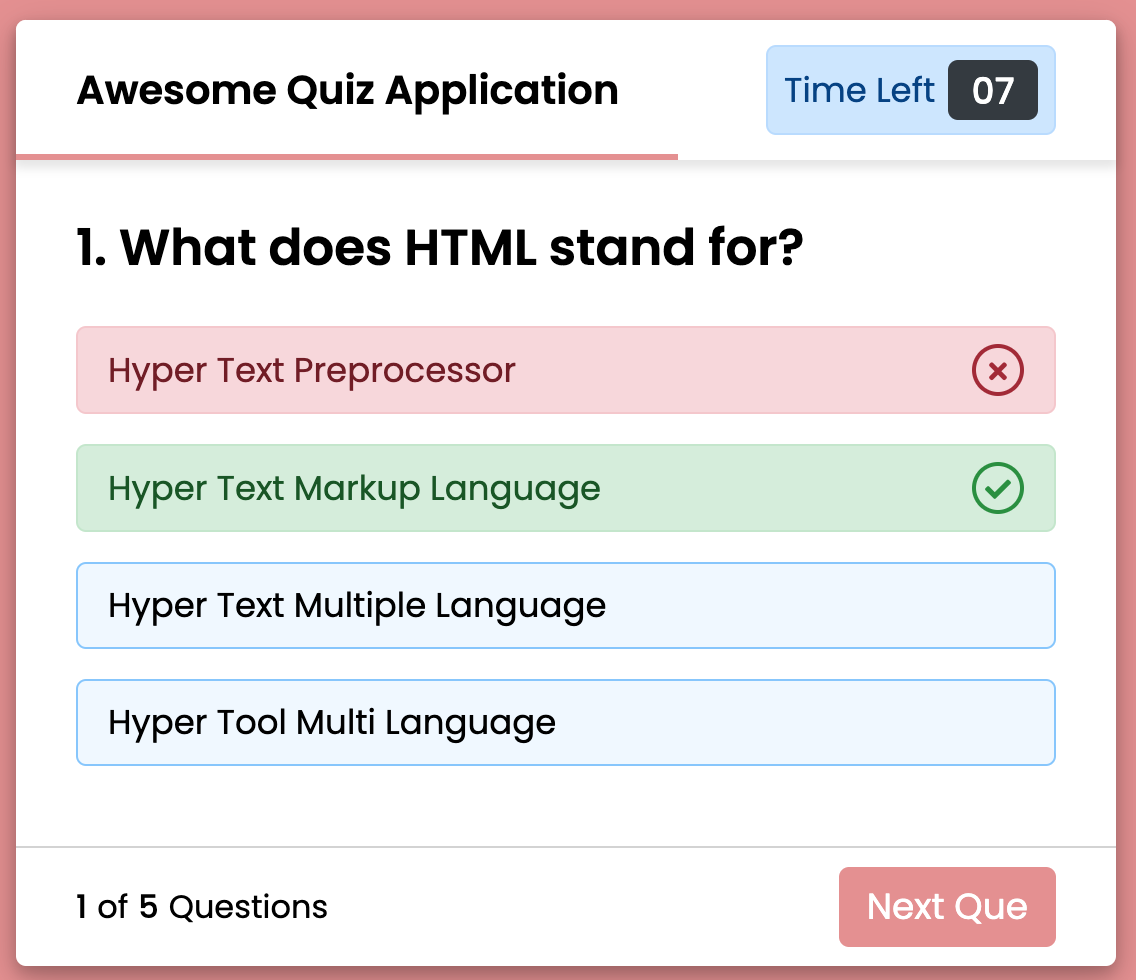 Awesome Quiz Application
Time Left 07
1. What does HTML stand for?
Hyper Text Preprocessor
Hyper Text Markup Language
Hyper Text Multiple Language
Hyper Tool Multi Language
1 of 5 Questions
Next Que